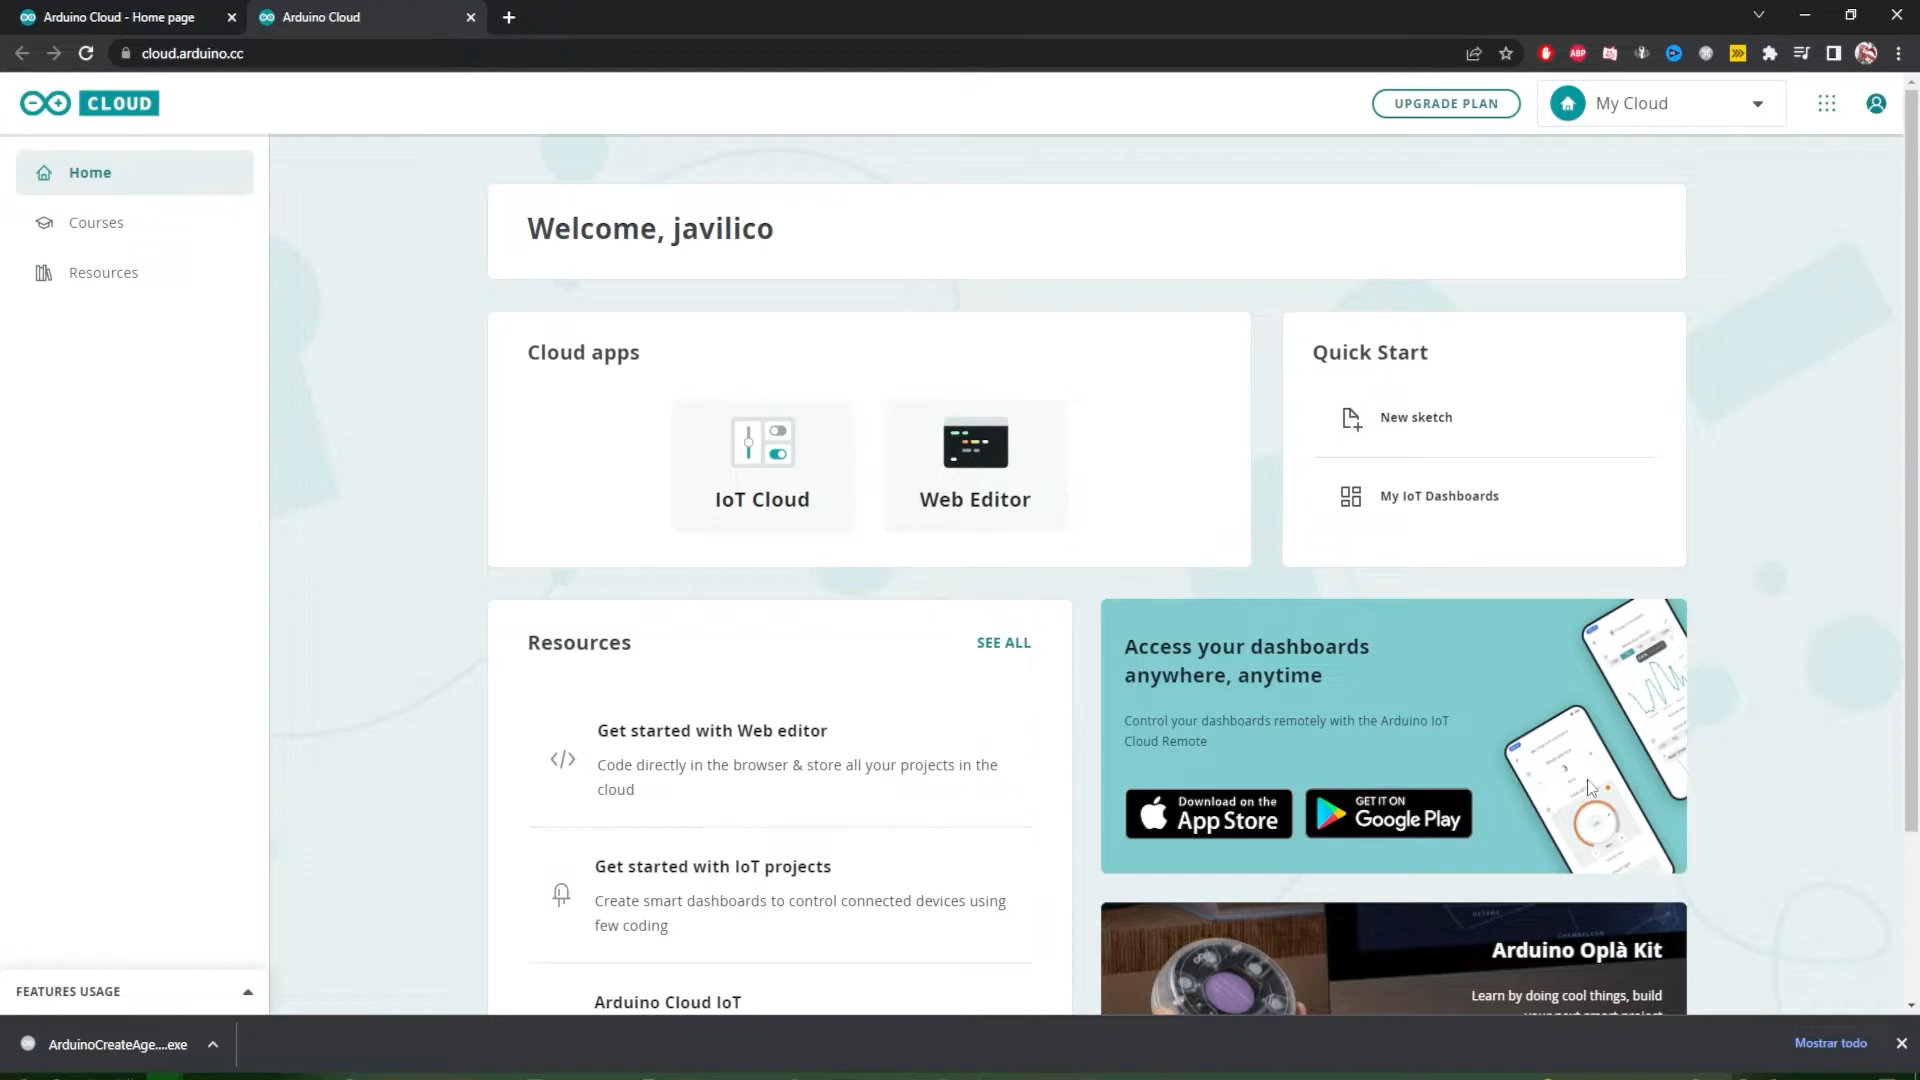 Arduino Cloud - Home page
Arduino Cloud
cloud.arduino.cc
ABP
CLOUD
UPGRADE PLAN
My Cloud
Home
Courses
Resources
Welcome, javilico
Cloud apps
IoT Cloud
Web Editor
Quick Start
New sketch
My IoT Dashboards
Resources
SEE ALL
Get started with Web editor
Code directly in the browser & store all your projects in the
cloud
Get started with IoT projects
Create smart dashboards to control connected devices using
few coding
Arduino Cloud IoT
Access your dashboards
anywhere, anytime
Control your dashboards remotely with the Arduino IoT
Cloud Remote
Download on the
App Store
GET IT ON
Google Play
Arduino Oplà Kit
Learn by doing cool things, build
your next smart project
FEATURES USAGE
ArduinoCreateAge....exe
Mostrar todo